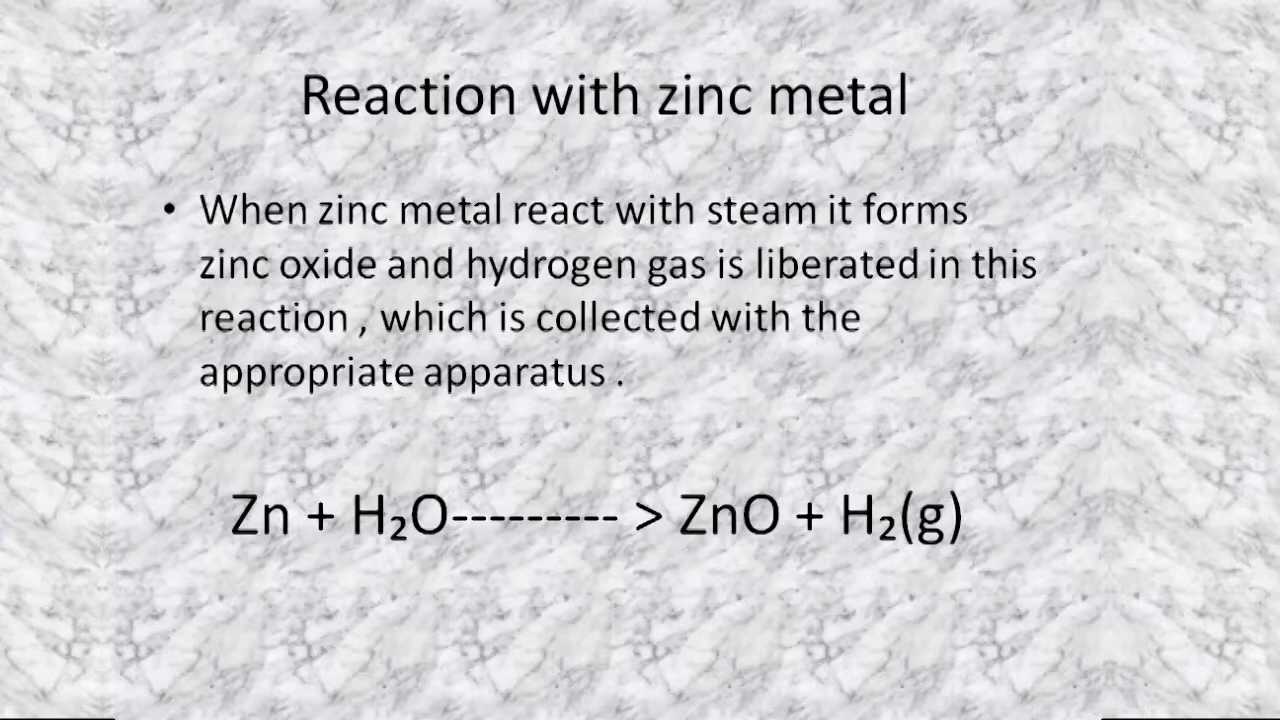 Reaction with zinc metal
• When zinc metal react with steam it forms
zinc oxide and hydrogen gas is liberated in this
reaction , which is collected with the
appropriate apparatus .
Zn + H₂O--------- > ZnO + H₂(g)